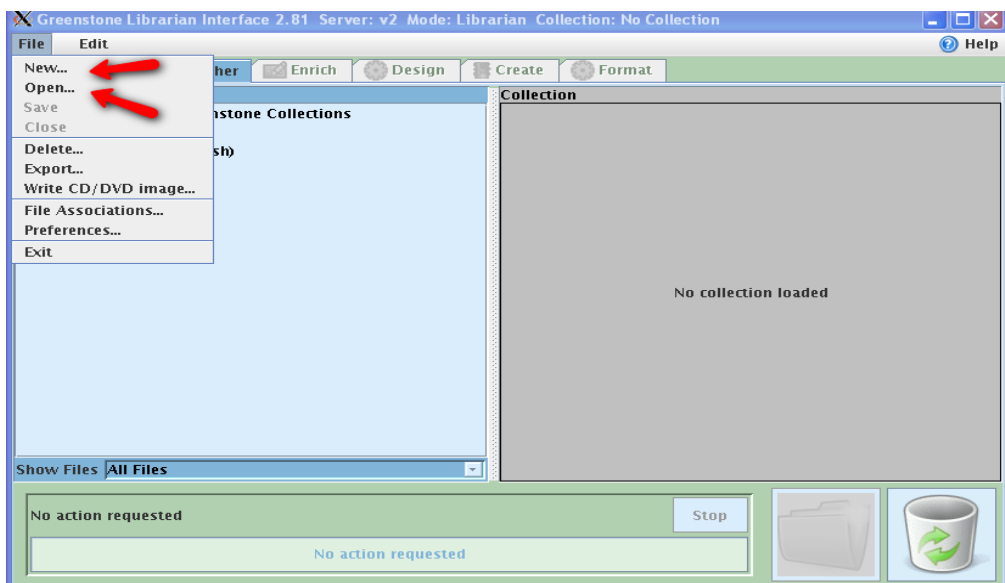 Greenstone Librarian Interface 2.81 Server: v2 Mode: Librarian Collection: No Collection
File Edit Help
New...
Open...
Save
Close
Delete...
Export...
Write CD/DVD image...
File Associations...
Preferences...
Exit
her Enrich Design Create Format
nstone Collections
sh)
Collection
No collection loaded
Show Files All Files
No action requested Stop
No action requested